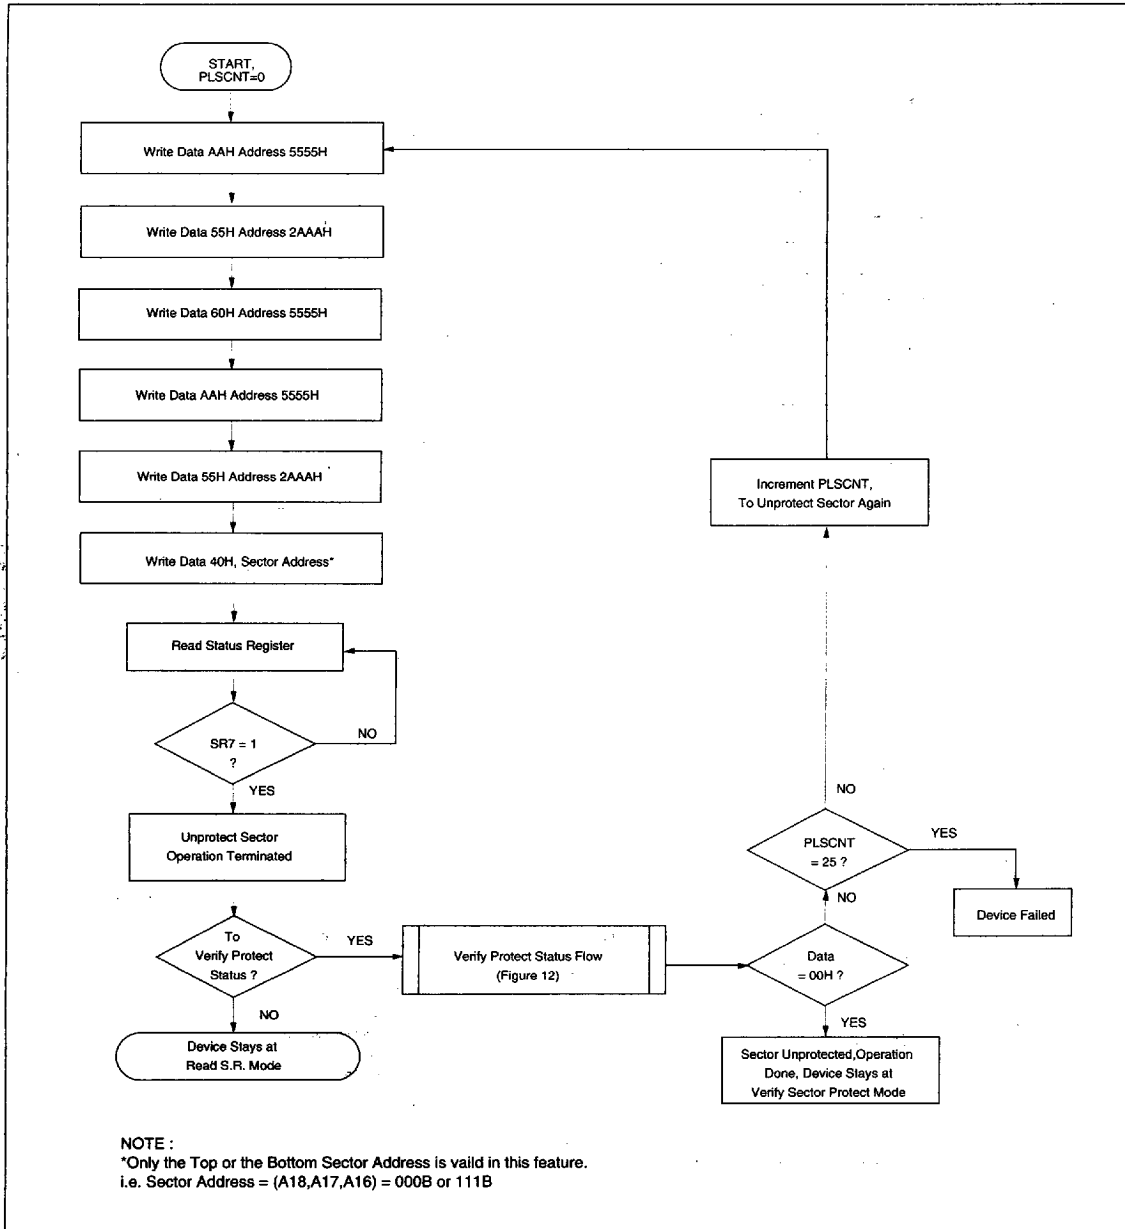 START,
PLSCNT=0
Write Data AAH Address 5555H
Write Data 55H Address 2AAAH
Write Data 60H Address 5555H
Write Data AAH Address 5555H
Write Data 55H Address 2AAAH
Write Data 40H, Sector Address*
Read Status Register
NO
SR7 = 1
?
YES
Unprotect Sector
Operation Terminated
To
Verify Protect
Status ?
YES
NO
Device Stays at
Read S.R. Mode
Verify Protect Status Flow
(Figure 12)
Data
= 00H ?
YES
Sector Unprotected,Operation
Done, Device Stays at
Verify Sector Protect Mode
NO
PLSCNT
= 25 ?
YES
Device Failed
NO
Increment PLSCNT,
To Unprotect Sector Again
NOTE :
*Only the Top or the Bottom Sector Address is vaild in this feature.
i.e. Sector Address = (A18,A17,A16) = 000B or 111B